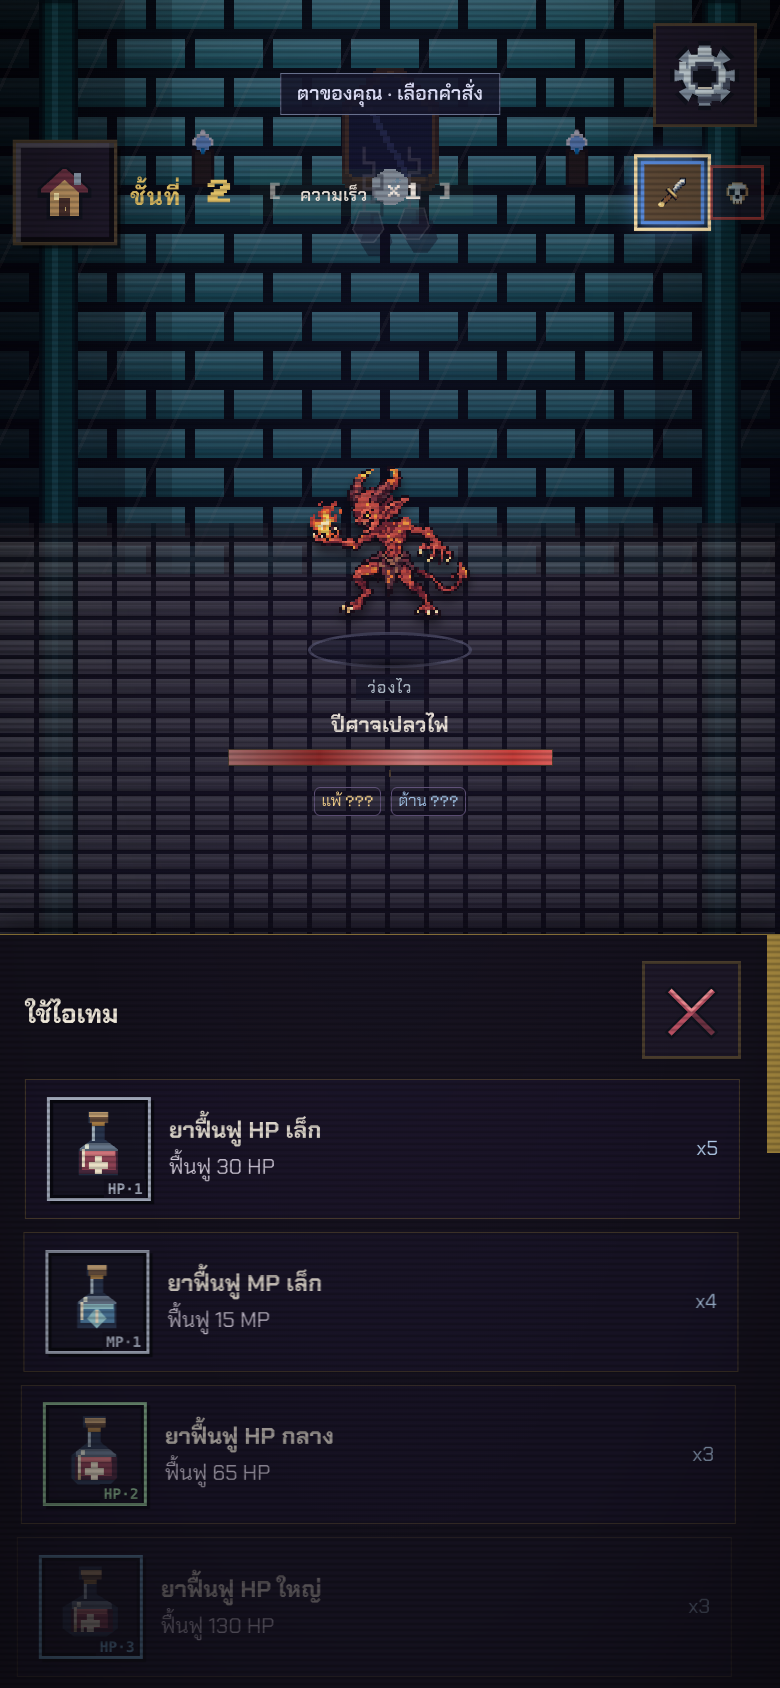 ตาของคุณ · เลือกคำสั่ง
ชั้นที่ 2 [ ความเร็ว ×1 ]
ว่องไว
ปีศาจเปลวไฟ
แพ้ ??? ต้าน ???
ใช้ไอเทม
ยาฟื้นฟู HP เล็ก
ฟื้นฟู 30 HP
x5
HP·1
ยาฟื้นฟู MP เล็ก
ฟื้นฟู 15 MP
x4
MP·1
ยาฟื้นฟู HP กลาง
ฟื้นฟู 65 HP
x3
HP·2
ยาฟื้นฟู HP ใหญ่
ฟื้นฟู 130 HP
x3
HP·3